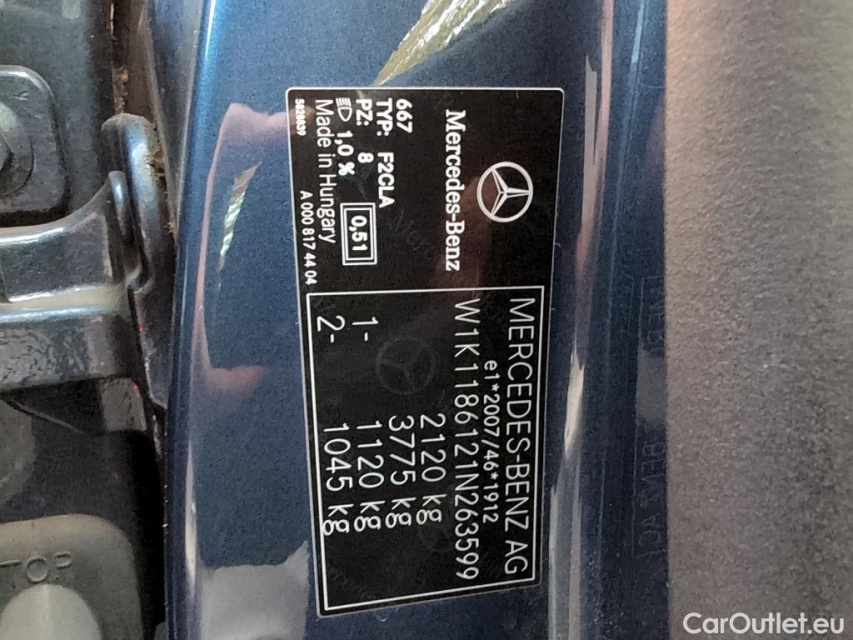 Mercedes-Benz
667
TYP: F2CLA
PZ: 8
1,0 %
0,51
Made in Hungary
5828839
A 000 817 44 04
MERCEDES-BENZ AG
e1*2007/46*1912
W1K1186121N263599
2120 kg
3775 kg
1- 1120 kg
2- 1045 kg
TOP
CarOutlet.eu